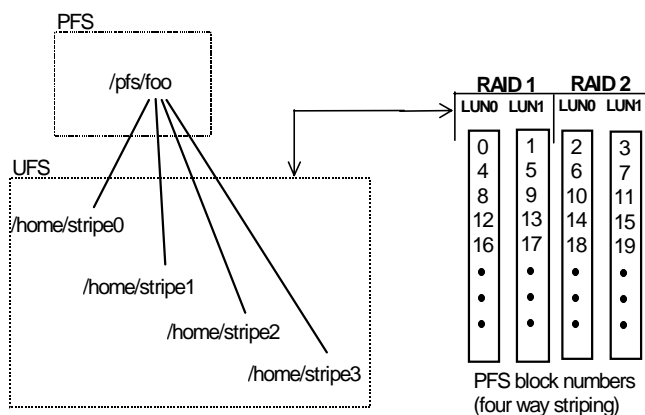 PFS
/pfs/foo
UFS
/home/stripe0
/home/stripe1
/home/stripe2
/home/stripe3
RAID 1 RAID 2
LUN0 LUN1 LUN0 LUN1
0 1 2 3
4 5 6 7
8 9 10 11
12 13 14 15
16 17 18 19
PFS block numbers
(four way striping)